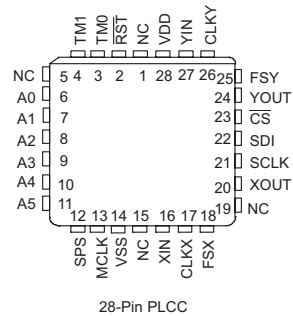 TM1 TM0 R̅S̅T̅ NC VDD YIN CLKY
4 3 2 1 28 27 26
NC 5 25 FSY
A0 6 24 YOUT
A1 7 23 C̅S̅
A2 8 22 SDI
A3 9 21 SCLK
A4 10 20 XOUT
A5 11 19 NC
12 13 14 15 16 17 18
SPS MCLK VSS NC XIN CLKX FSX
28-Pin PLCC